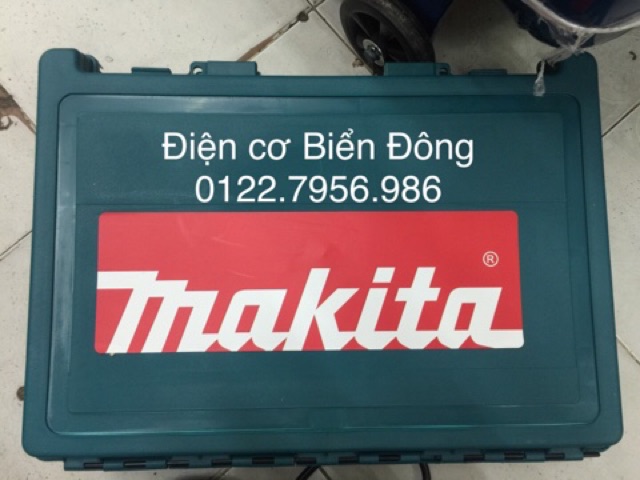 Điện cơ Biển Đông
0122.7956.986
makita ®